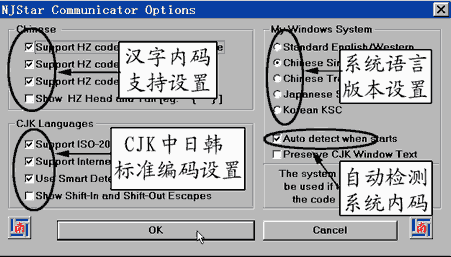 NJStar Communicator Options
Chinese
Support HZ code
Support HZ code
Support HZ code
Show HZ Head and Tail [eg:
汉字内码
支持设置
CJK Languages
Support ISO-20
Support Interne
Use Smart Dete
Show Shift-In and Shift-Out Escapes
CJK中日韩
标准编码设置
My Windows System
Standard English/Western
Chinese Sim
Chinese Tra
Japanese S
Korean KSC
系统语言
版本设置
Auto detect when starts
Preserve CJK Window Text
The system
be used if
the code
自动检测
系统内码
南
OK
Cancel
南